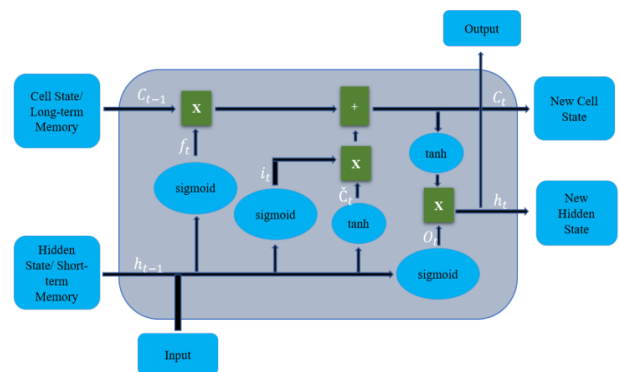 Output
Cell State/
Long-term
Memory
C_{t-1}
X
+
C_t
New Cell
State
f_t
i_t
X
tanh
sigmoid
sigmoid
Č_t
tanh
X
h_t
New
Hidden
State
O_t
Hidden
State/ Short-
term
Memory
h_{t-1}
sigmoid
Input